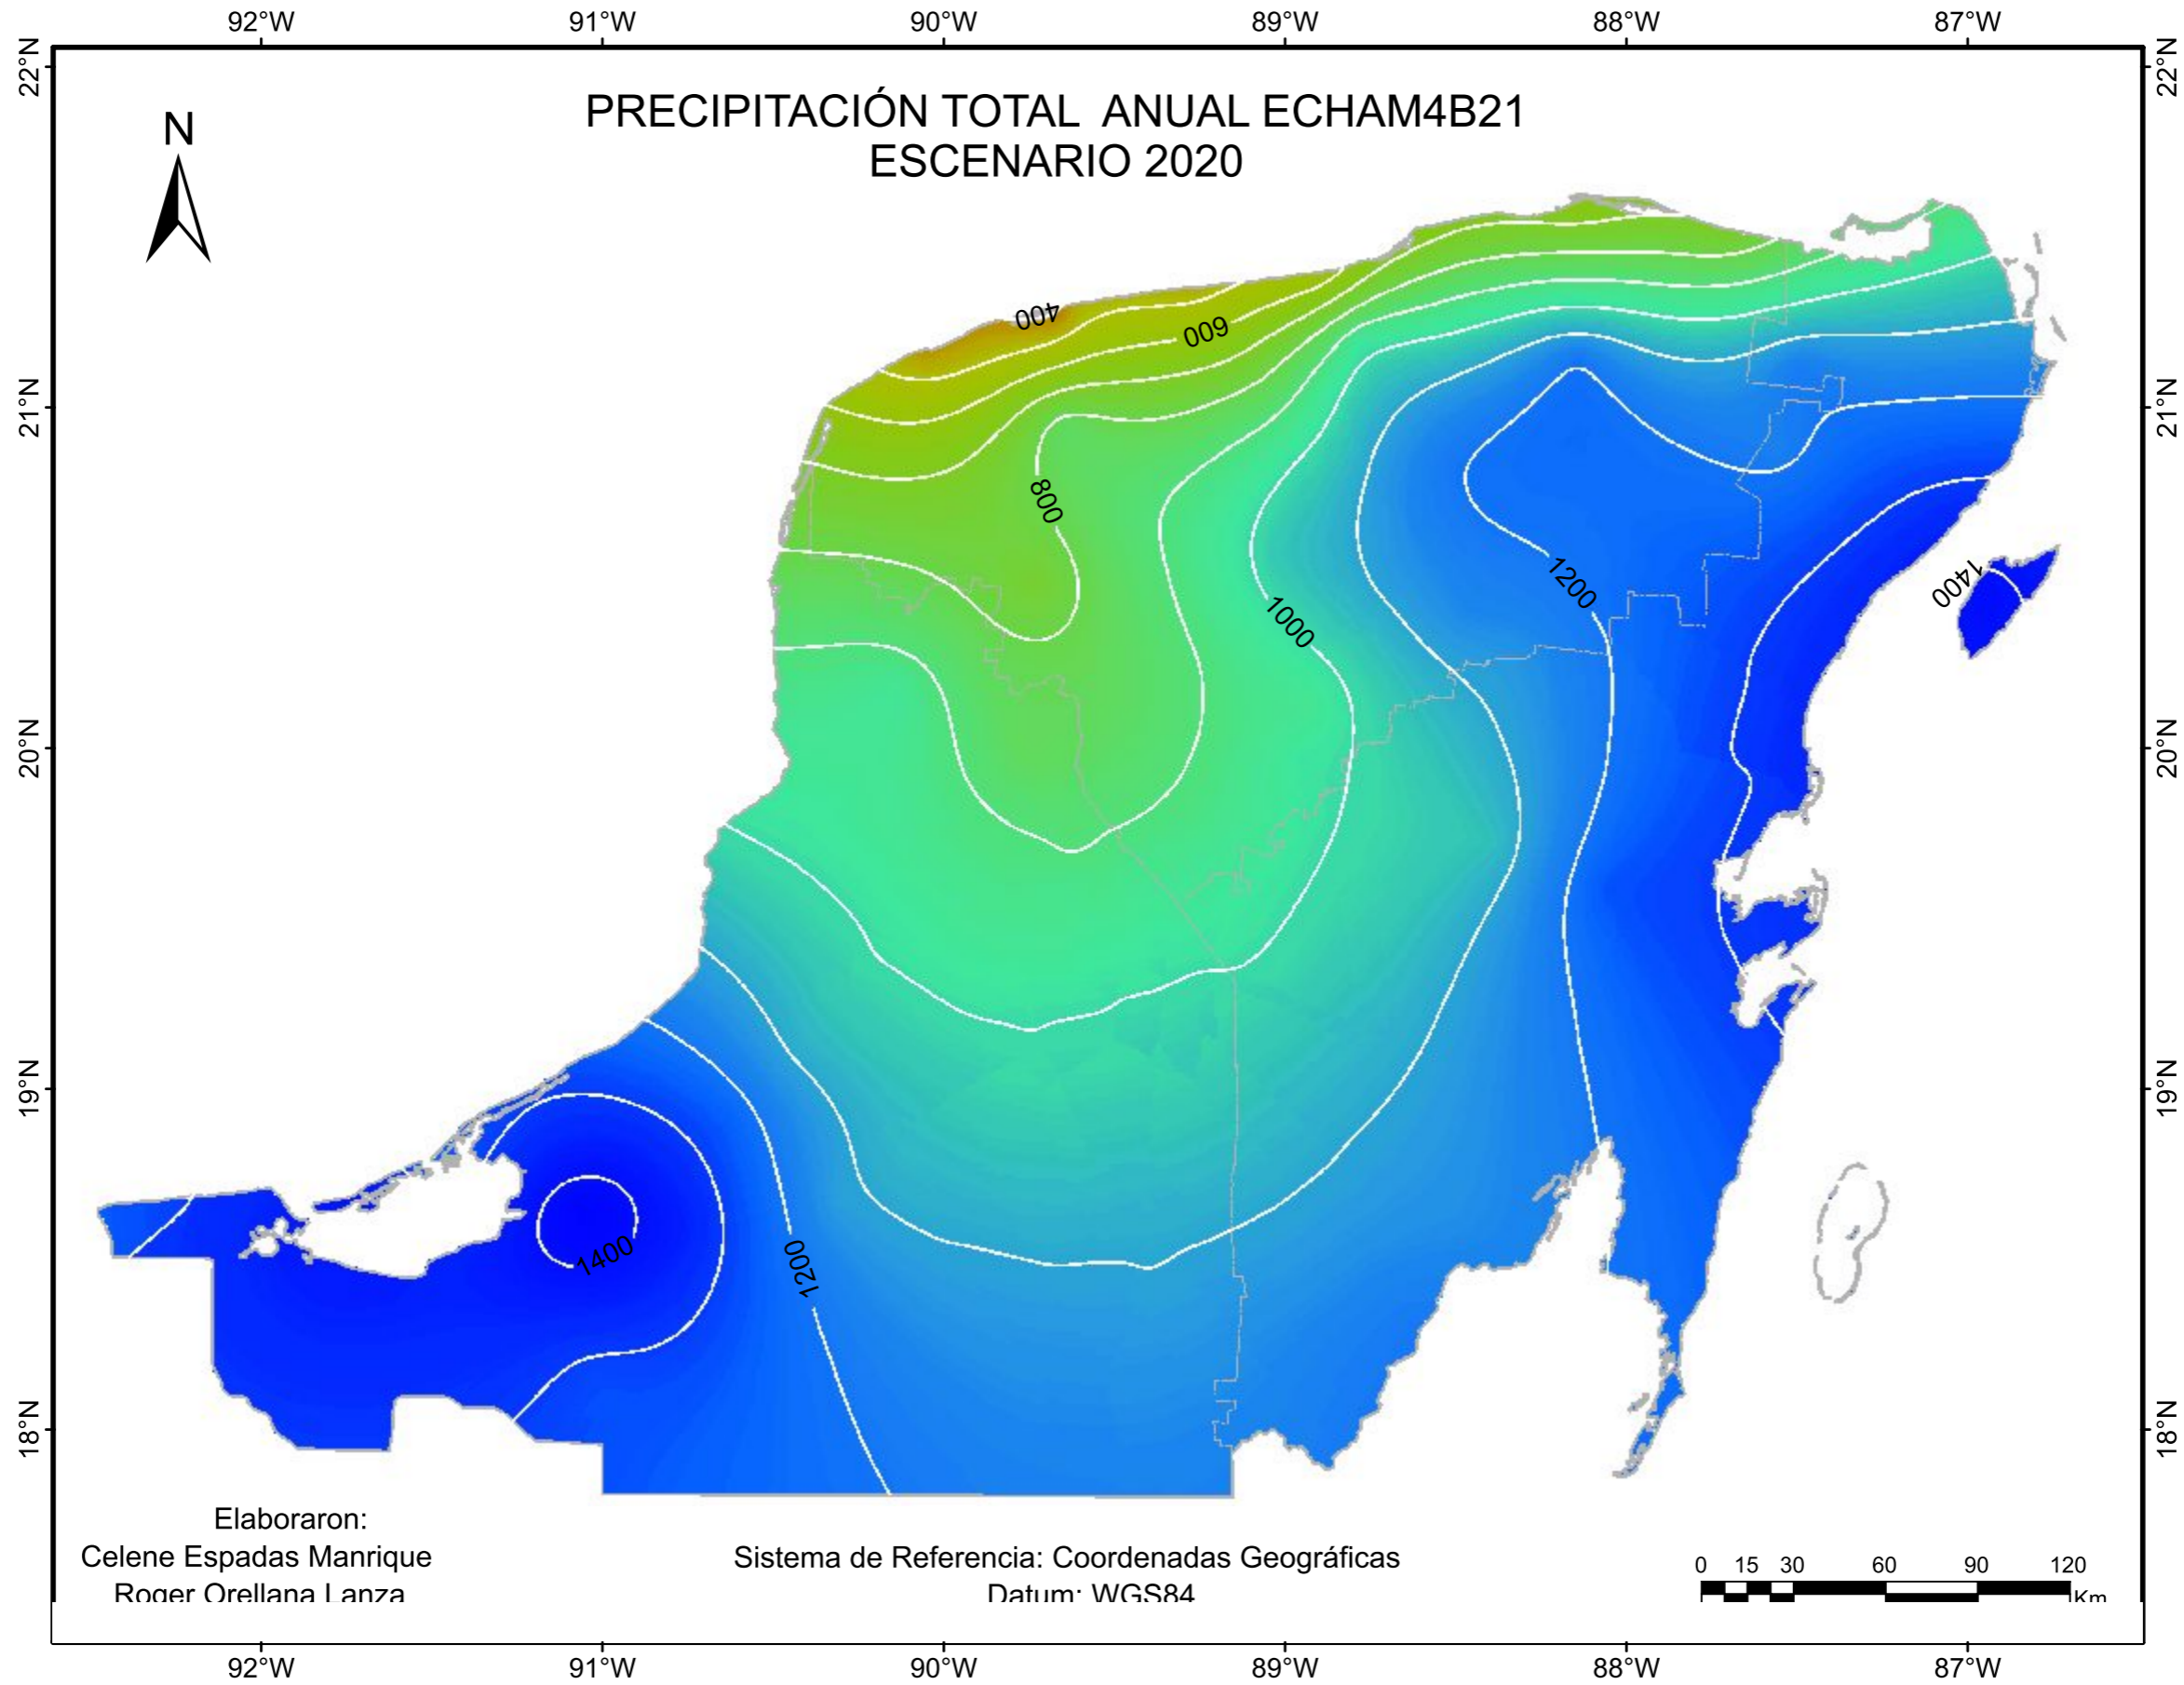 92°W 91°W 90°W 89°W 88°W 87°W
22°N 22°N
PRECIPITACIÓN TOTAL ANUAL ECHAM4B21
ESCENARIO 2020
N
400
600
21°N 21°N
800
1200
1400
1000
20°N 20°N
19°N 19°N
1400
1200
18°N 18°N
Elaboraron:
Celene Espadas Manrique
Roger Orellana Lanza
Sistema de Referencia: Coordenadas Geográficas
Datum: WGS84
0 15 30 60 90 120
Km
92°W 91°W 90°W 89°W 88°W 87°W